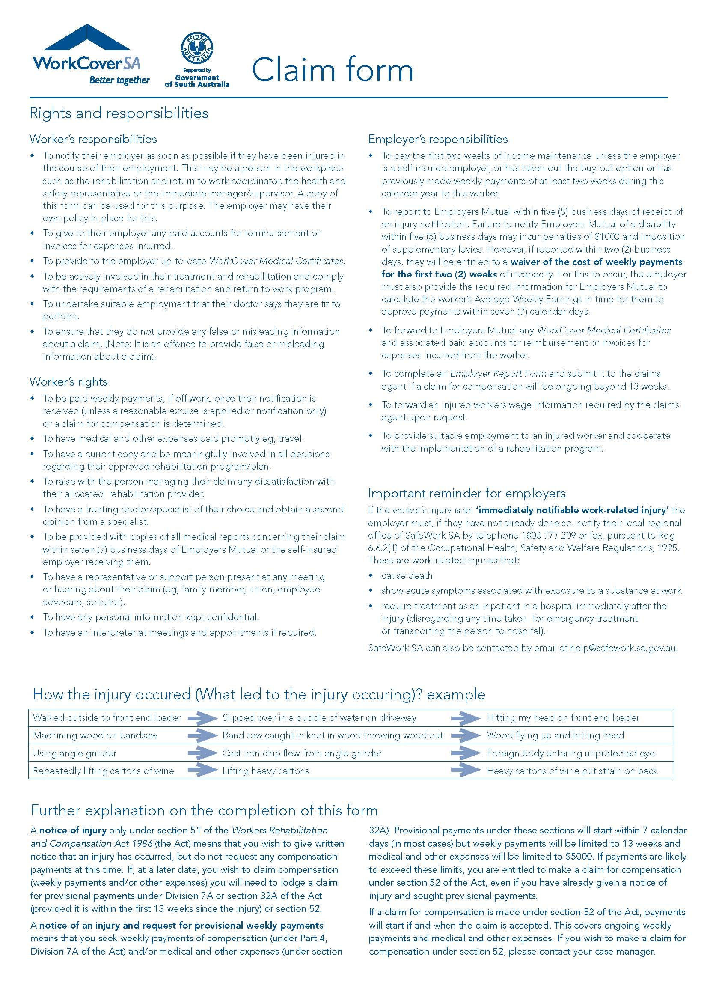 WorkCoverSA
Better together
SOUTH AUSTRALIA
Supported by
Government
of South Australia
Claim form
Rights and responsibilities
Worker's responsibilities
• To notify their employer as soon as possible if they have been injured in
the course of their employment. This may be a person in the workplace
such as the rehabilitation and return to work coordinator, the health and
safety representative or the immediate manager/supervisor. A copy of
this form can be used for this purpose. The employer may have their
own policy in place for this.
• To give to their employer any paid accounts for reimbursement or
invoices for expenses incurred.
• To provide to the employer up-to-date WorkCover Medical Certificates.
• To be actively involved in their treatment and rehabilitation and comply
with the requirements of a rehabilitation and return to work program.
• To undertake suitable employment that their doctor says they are fit to
perform.
• To ensure that they do not provide any false or misleading information
about a claim. (Note: It is an offence to provide false or misleading
information about a claim).
Worker's rights
• To be paid weekly payments, if off work, once their notification is
received (unless a reasonable excuse is applied or notification only)
or a claim for compensation is determined.
• To have medical and other expenses paid promptly eg, travel.
• To have a current copy and be meaningfully involved in all decisions
regarding their approved rehabilitation program/plan.
• To raise with the person managing their claim any dissatisfaction with
their allocated rehabilitation provider.
• To have a treating doctor/specialist of their choice and obtain a second
opinion from a specialist.
• To be provided with copies of all medical reports concerning their claim
within seven (7) business days of Employers Mutual or the self-insured
employer receiving them.
• To have a representative or support person present at any meeting
or hearing about their claim (eg, family member, union, employee
advocate, solicitor).
• To have any personal information kept confidential.
• To have an interpreter at meetings and appointments if required.
Employer's responsibilities
• To pay the first two weeks of income maintenance unless the employer
is a self-insured employer, or has taken out the buy-out option or has
previously made weekly payments of at least two weeks during this
calendar year to this worker.
• To report to Employers Mutual within five (5) business days of receipt of
an injury notification. Failure to notify Employers Mutual of a disability
within five (5) business days may incur penalties of $1000 and imposition
of supplementary levies. However, if reported within two (2) business
days, they will be entitled to a waiver of the cost of weekly payments
for the first two (2) weeks of incapacity. For this to occur, the employer
must also provide the required information for Employers Mutual to
calculate the worker's Average Weekly Earnings in time for them to
approve payments within seven (7) calendar days.
• To forward to Employers Mutual any WorkCover Medical Certificates
and associated paid accounts for reimbursement or invoices for
expenses incurred from the worker.
• To complete an Employer Report Form and submit it to the claims
agent if a claim for compensation will be ongoing beyond 13 weeks.
• To forward an injured workers wage information required by the claims
agent upon request.
• To provide suitable employment to an injured worker and cooperate
with the implementation of a rehabilitation program.
Important reminder for employers
If the worker's injury is an 'immediately notifiable work-related injury' the
employer must, if they have not already done so, notify their local regional
office of SafeWork SA by telephone 1800 777 209 or fax, pursuant to Reg
6.6.2(1) of the Occupational Health, Safety and Welfare Regulations, 1995.
These are work-related injuries that:
• cause death
• show acute symptoms associated with exposure to a substance at work
• require treatment as an inpatient in a hospital immediately after the
injury (disregarding any time taken for emergency treatment
or transporting the person to hospital).
SafeWork SA can also be contacted by email at help@safework.sa.gov.au.
How the injury occured (What led to the injury occuring)? example
Walked outside to front end loader Slipped over in a puddle of water on driveway Hitting my head on front end loader
Machining wood on bandsaw Band saw caught in knot in wood throwing wood out Wood flying up and hitting head
Using angle grinder Cast iron chip flew from angle grinder Foreign body entering unprotected eye
Repeatedly lifting cartons of wine Lifting heavy cartons Heavy cartons of wine put strain on back
Further explanation on the completion of this form
A notice of injury only under section 51 of the Workers Rehabilitation
and Compensation Act 1986 (the Act) means that you wish to give written
notice that an injury has occurred, but do not request any compensation
payments at this time. If, at a later date, you wish to claim compensation
(weekly payments and/or other expenses) you will need to lodge a claim
for provisional payments under Division 7A or section 32A of the Act
(provided it is within the first 13 weeks since the injury) or section 52.
A notice of an injury and request for provisional weekly payments
means that you seek weekly payments of compensation (under Part 4,
Division 7A of the Act) and/or medical and other expenses (under section
32A). Provisional payments under these sections will start within 7 calendar
days (in most cases) but weekly payments will be limited to 13 weeks and
medical and other expenses will be limited to $5000. If payments are likely
to exceed these limits, you are entitled to make a claim for compensation
under section 52 of the Act, even if you have already given a notice of
injury and sought provisional payments.
If a claim for compensation is made under section 52 of the Act, payments
will start if and when the claim is accepted. This covers ongoing weekly
payments and medical and other expenses. If you wish to make a claim for
compensation under section 52, please contact your case manager.